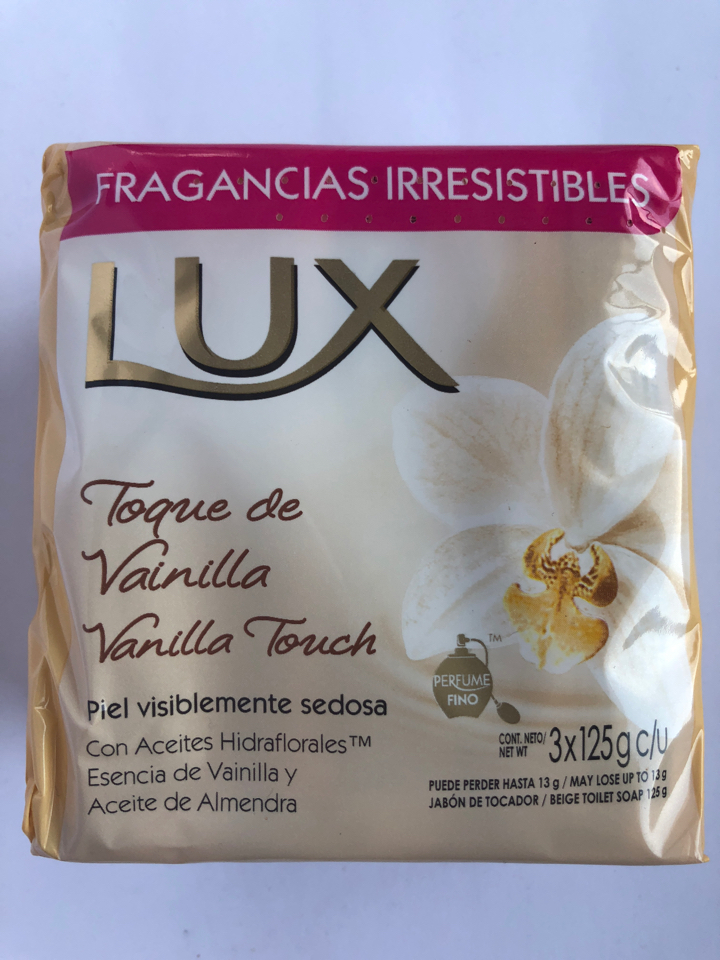 FRAGANCIAS IRRESISTIBLES
LUX
Toque de
Vainilla
Vanilla Touch
Piel visiblemente sedosa
Con Aceites Hidraflorales™
Esencia de Vainilla y
Aceite de Almendra
TM
PERFUME
FINO
CONT. NETO/
NET WT 3x125g c/u
PUEDE PERDER HASTA 13 g / MAY LOSE UP TO 13 g
JABÓN DE TOCADOR / BEIGE TOILET SOAP 125 g